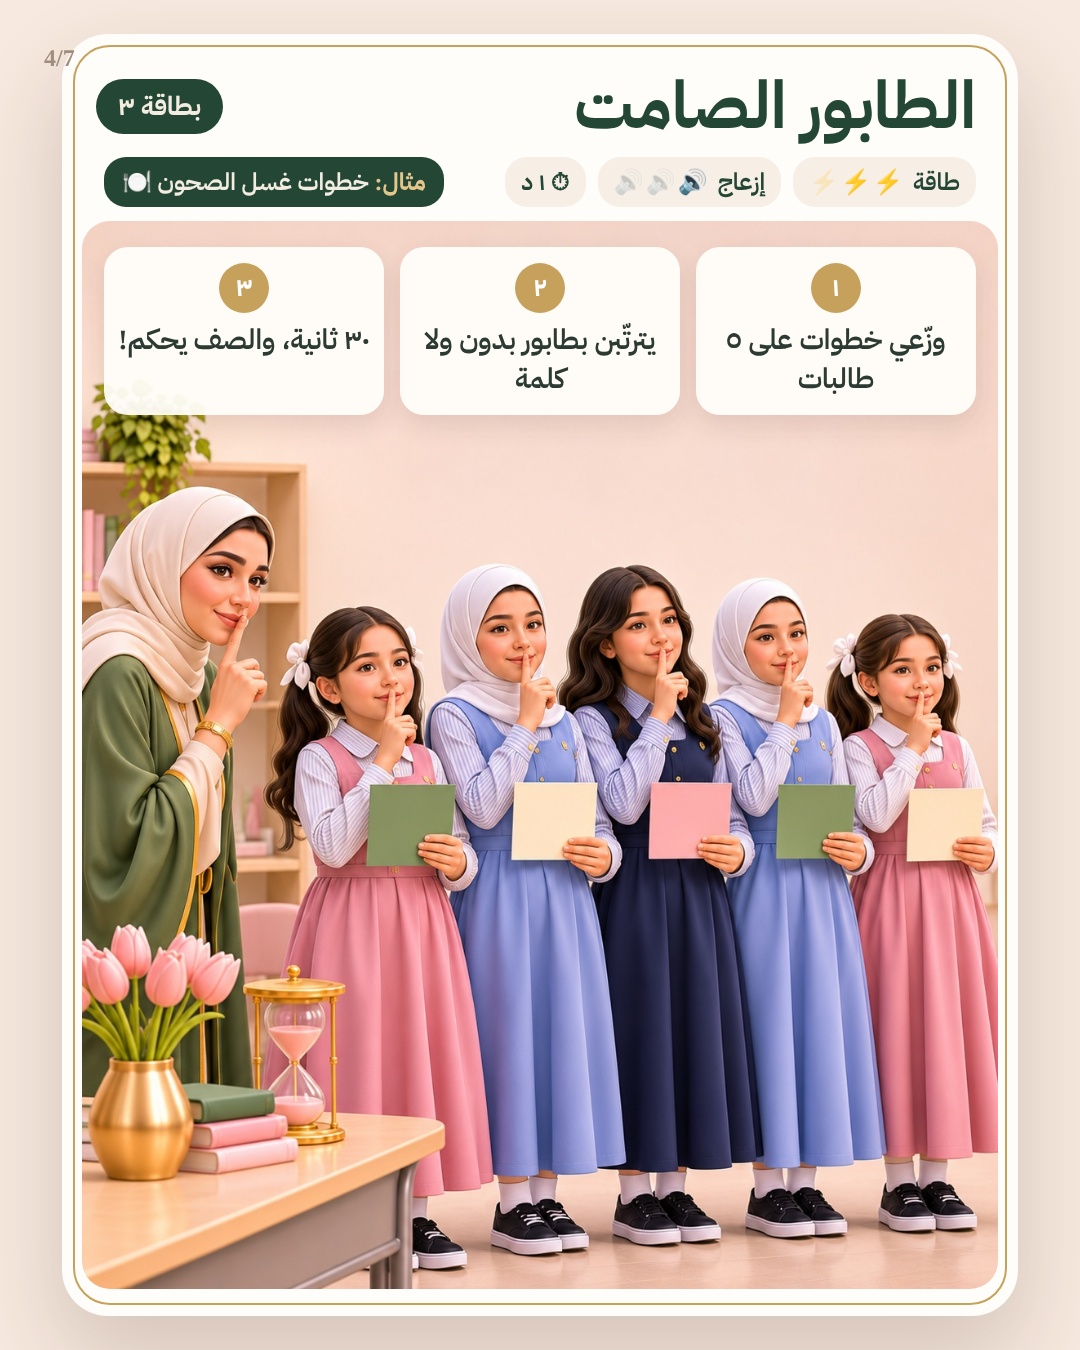 4/7
الطابور الصامت
بطاقة ٣
طاقة ⚡⚡⚡
إزعاج 🔊🔊🔊
⏱ ١ د
مثال: خطوات غسل الصحون 🍽️
١
وزّعي خطوات على ٥
طالبات
٢
يترتّبن بطابور بدون ولا
كلمة
٣
٣٠ ثانية، والصف يحكم!